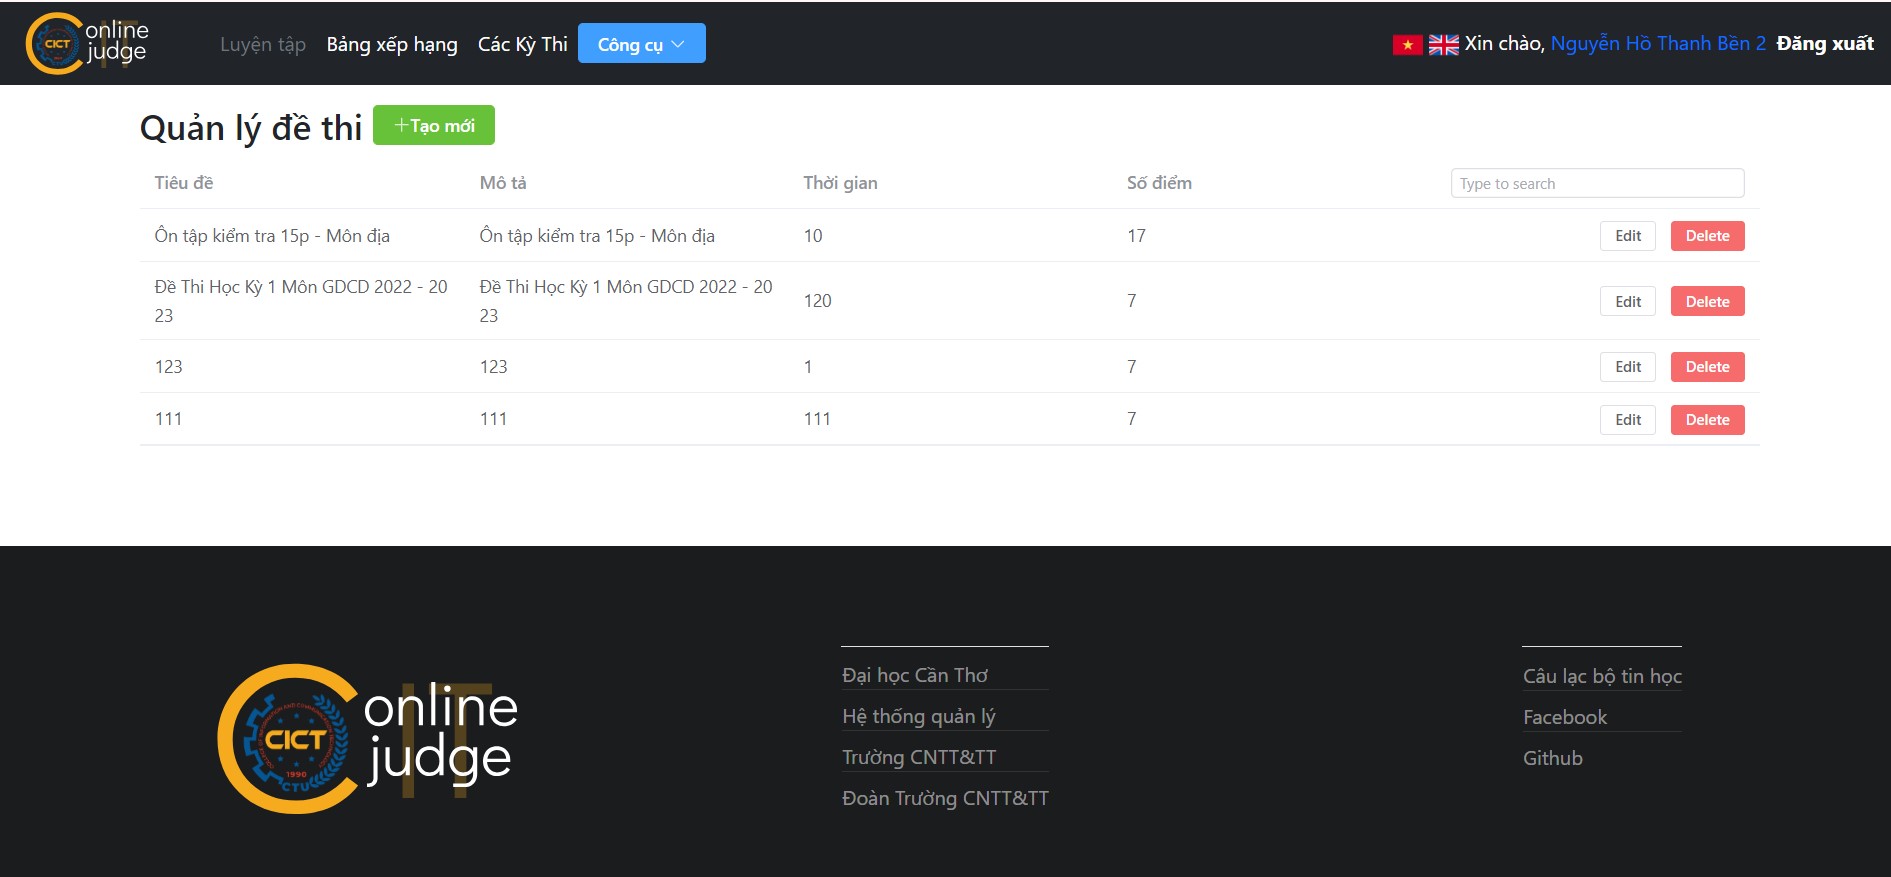 CICT online judge
Luyện tập Bảng xếp hạng Các Kỳ Thi Công cụ Xin chào, Nguyễn Hồ Thanh Bền 2 Đăng xuất
Quản lý đề thi +Tạo mới
Tiêu đề Mô tả Thời gian Số điểm Type to search
Ôn tập kiểm tra 15p - Môn địa Ôn tập kiểm tra 15p - Môn địa 10 17 Edit Delete
Đề Thi Học Kỳ 1 Môn GDCD 2022 - 20 Đề Thi Học Kỳ 1 Môn GDCD 2022 - 20 120 7 Edit Delete
23 23
123 123 1 7 Edit Delete
111 111 111 7 Edit Delete
IT
online
judge
CICT
1990
CTU
Đại học Cần Thơ
Hệ thống quản lý
Trường CNTT&TT
Đoàn Trường CNTT&TT
Câu lạc bộ tin học
Facebook
Github